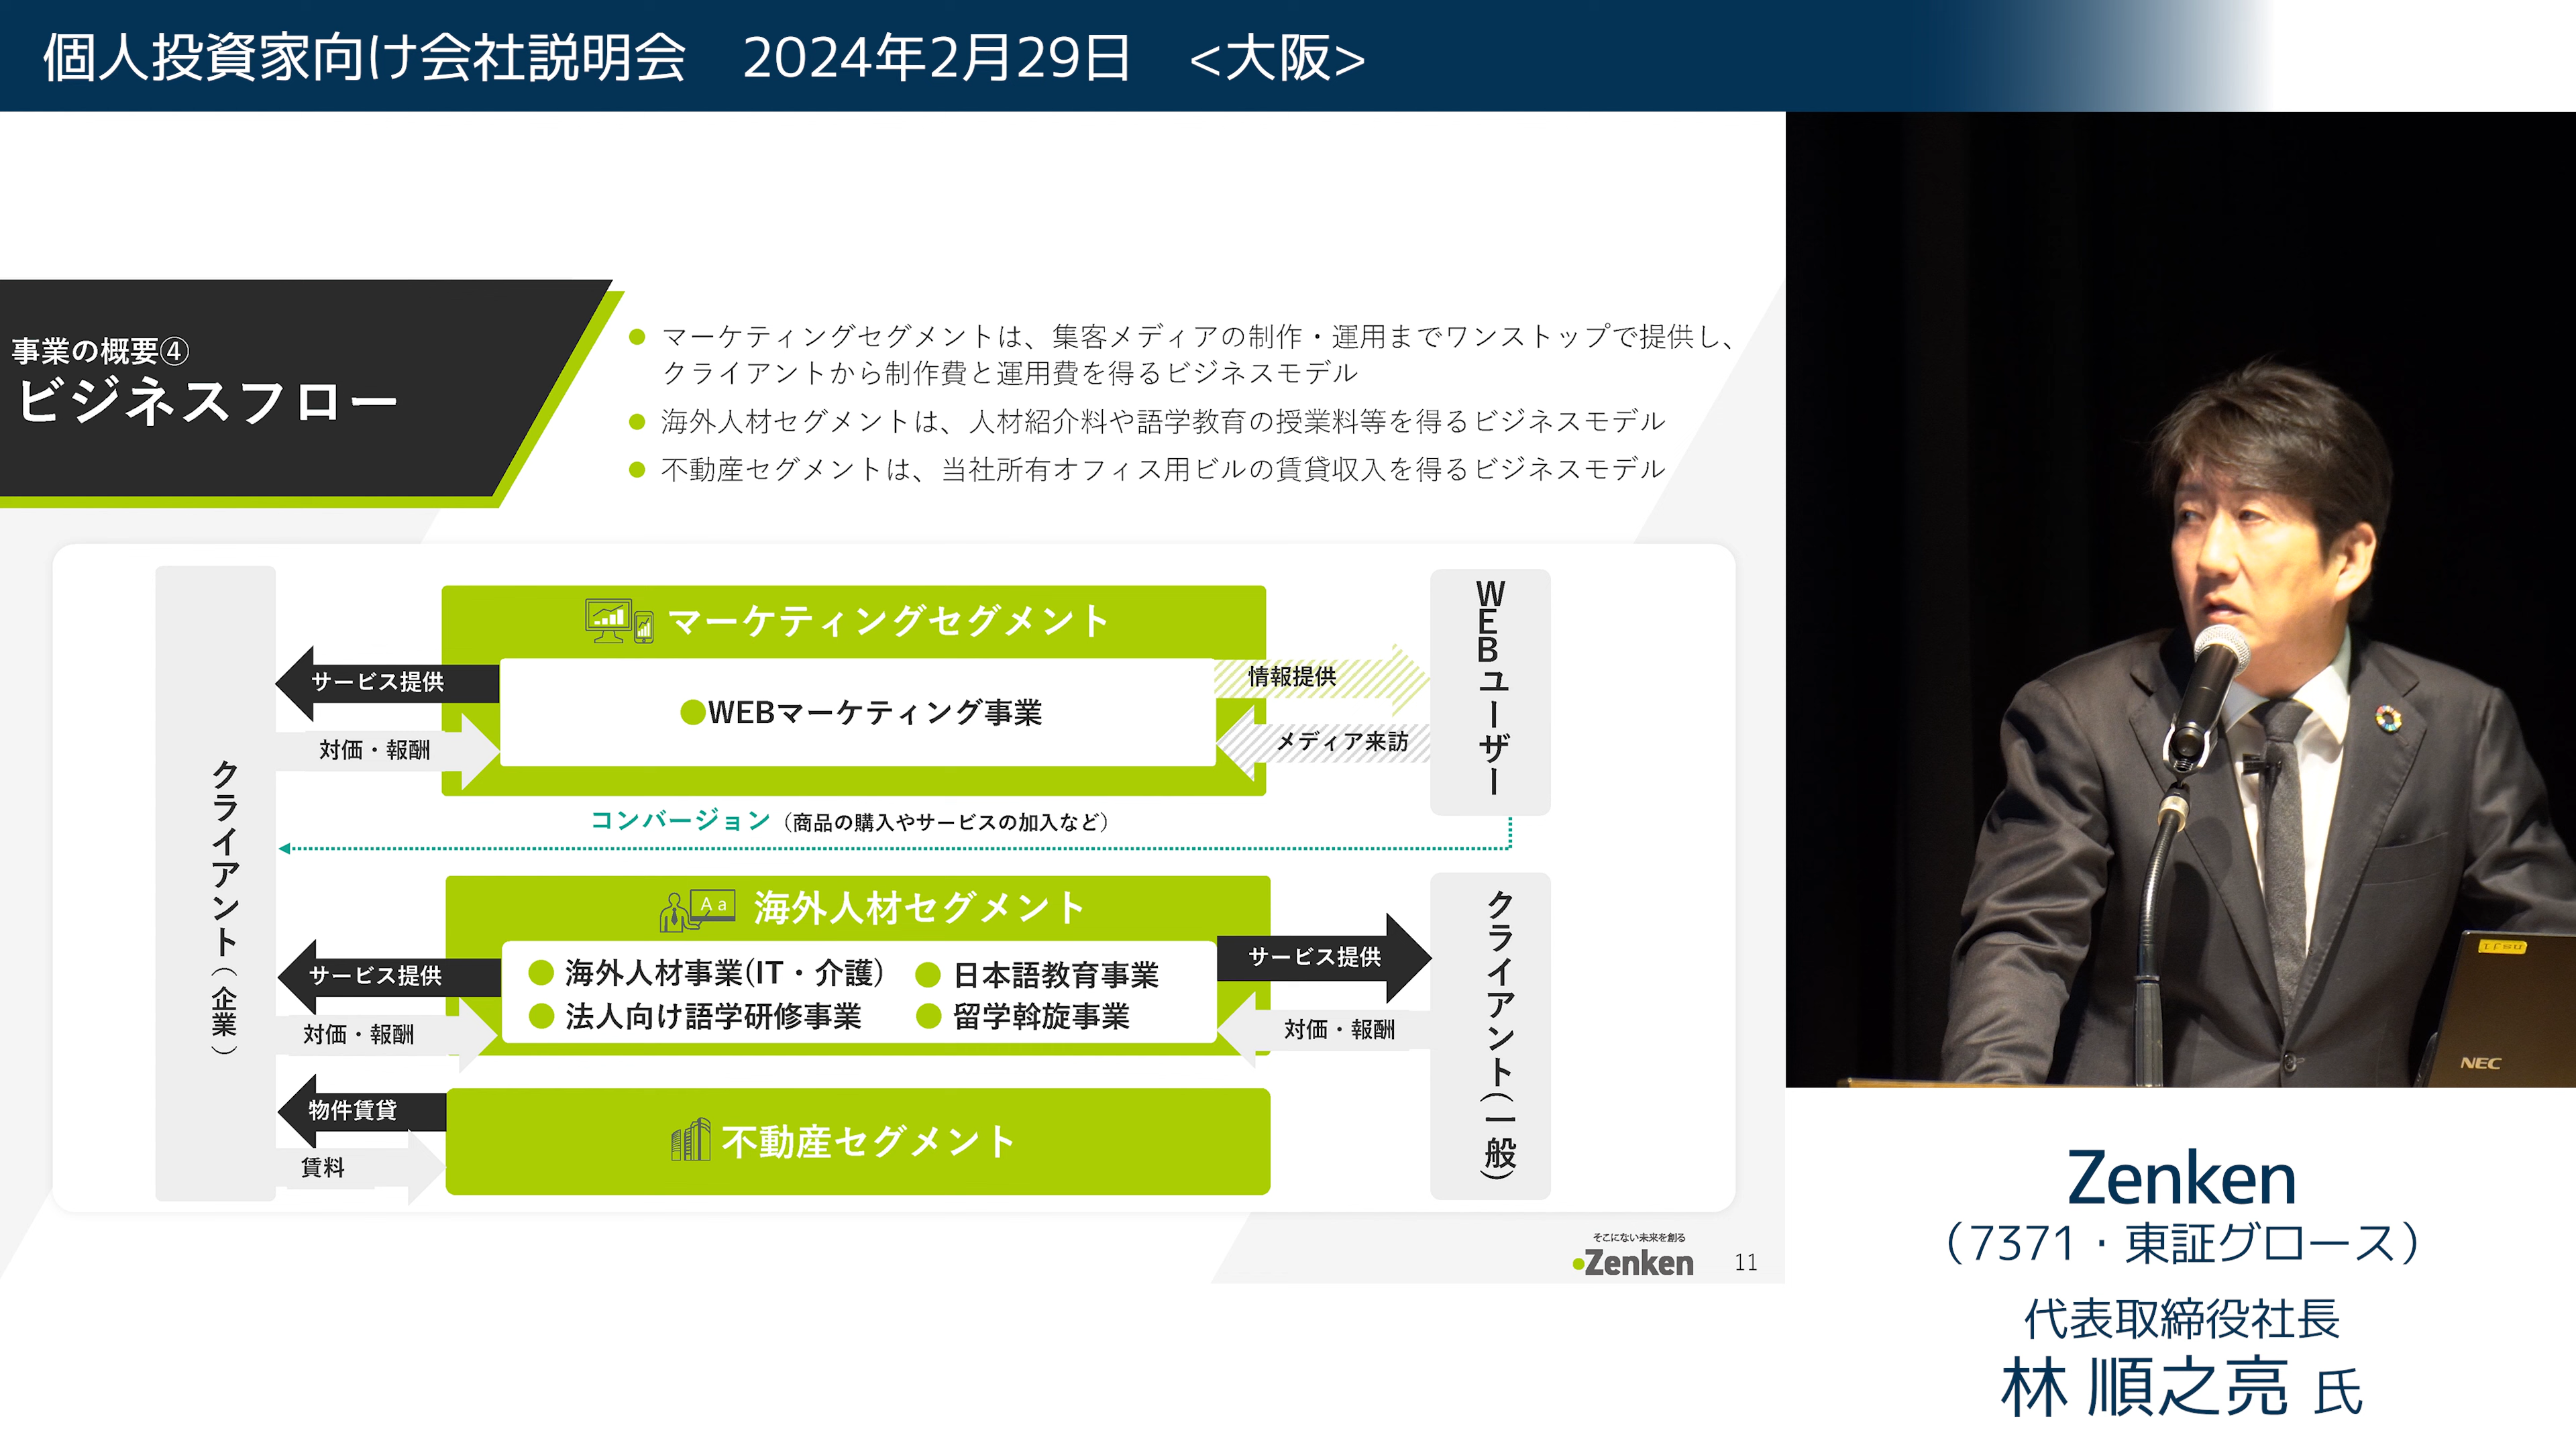 個人投資家向け会社説明会　2024年2月29日　<大阪>
事業の概要④
ビジネスフロー
● マーケティングセグメントは、集客メディアの制作・運用までワンストップで提供し、
クライアントから制作費と運用費を得るビジネスモデル
● 海外人材セグメントは、人材紹介料や語学教育の授業料等を得るビジネスモデル
● 不動産セグメントは、当社所有オフィス用ビルの賃貸収入を得るビジネスモデル
クライアント（企業）
マーケティングセグメント
サービス提供
対価・報酬
●WEBマーケティング事業
情報提供
メディア来訪
WEBユーザー
コンバージョン（商品の購入やサービスの加入など）
Aa
海外人材セグメント
サービス提供
対価・報酬
● 海外人材事業(IT・介護)
● 日本語教育事業
● 法人向け語学研修事業
● 留学斡旋事業
サービス提供
対価・報酬
クライアント（一般）
物件賃貸
賃料
不動産セグメント
そこにない未来を創る
Zenken
11
NEC
Zenken
（7371・東証グロース）
代表取締役社長
林 順之亮 氏